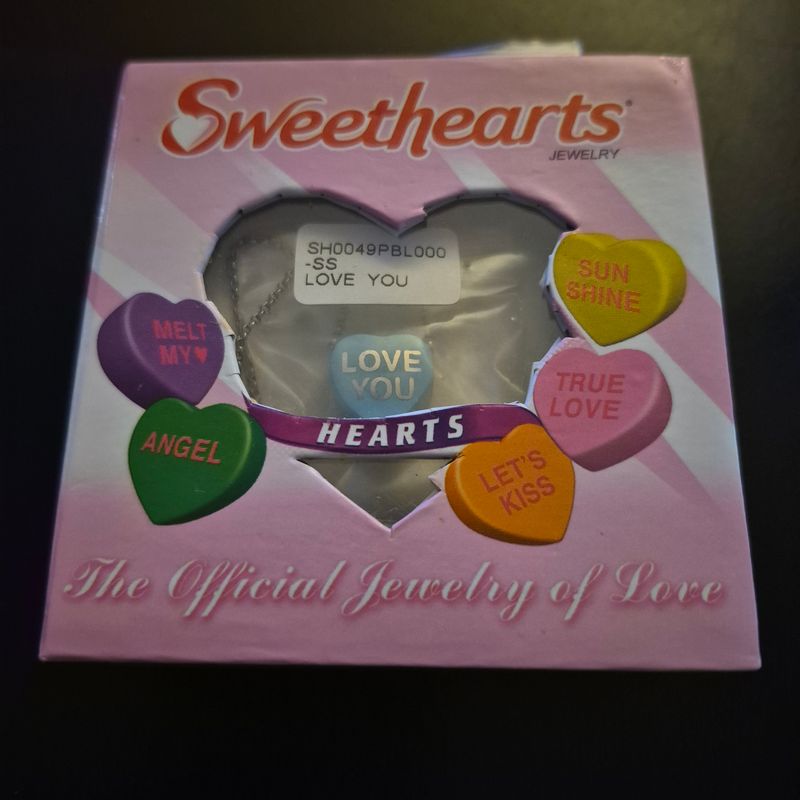 Sweethearts®
JEWELRY
SH0049PBL000
-SS
LOVE YOU
SUN
SHINE
MELT
MY♥
LOVE
YOU
TRUE
LOVE
ANGEL
HEARTS
LET'S
KISS
The Official Jewelry of Love